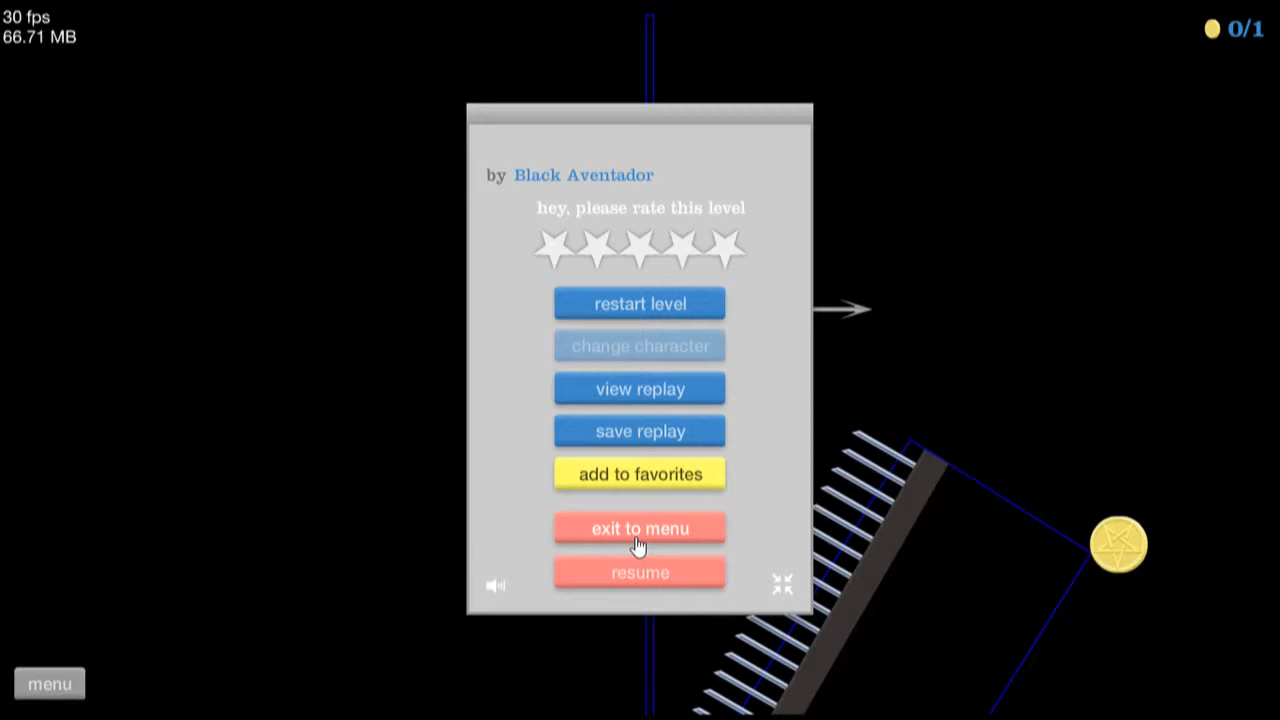 30 fps
66.71 MB
0/1
by Black Aventador
hey, please rate this level
restart level
change character
view replay
save replay
add to favorites
exit to menu
resume
menu